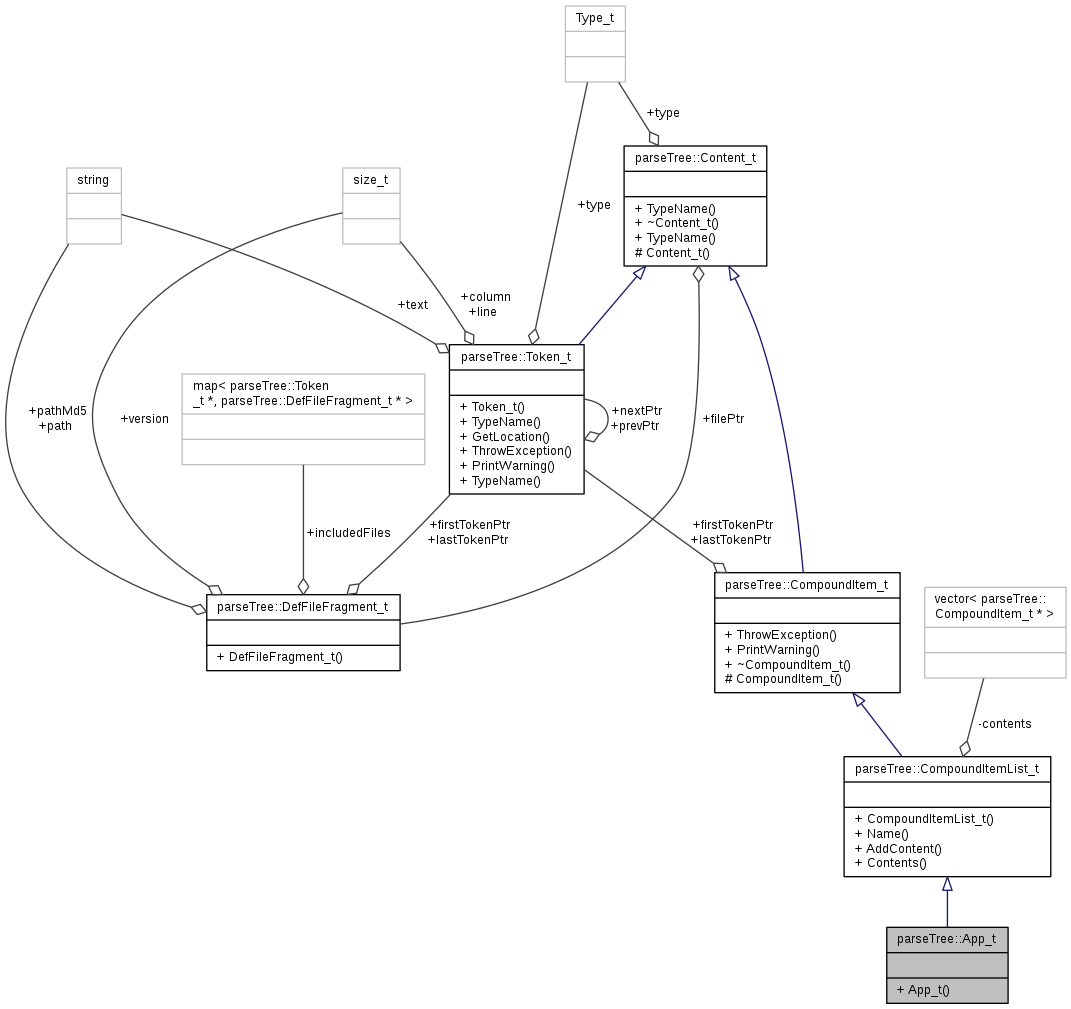 Type_t
+type
parseTree::Content_t
+ TypeName()
+ ~Content_t()
+ TypeName()
# Content_t()
string
size_t
+type
+text
+column
+line
parseTree::Token_t
+ Token_t()
+ TypeName()
+ GetLocation()
+ ThrowException()
+ PrintWarning()
+ TypeName()
+nextPtr
+prevPtr
+filePtr
map< parseTree::Token
_t *, parseTree::DefFileFragment_t * >
+pathMd5
+path
+version
+includedFiles
+firstTokenPtr
+lastTokenPtr
+firstTokenPtr
+lastTokenPtr
parseTree::DefFileFragment_t
+ DefFileFragment_t()
parseTree::CompoundItem_t
+ ThrowException()
+ PrintWarning()
+ ~CompoundItem_t()
# CompoundItem_t()
vector< parseTree::
CompoundItem_t * >
-contents
parseTree::CompoundItemList_t
+ CompoundItemList_t()
+ Name()
+ AddContent()
+ Contents()
parseTree::App_t
+ App_t()